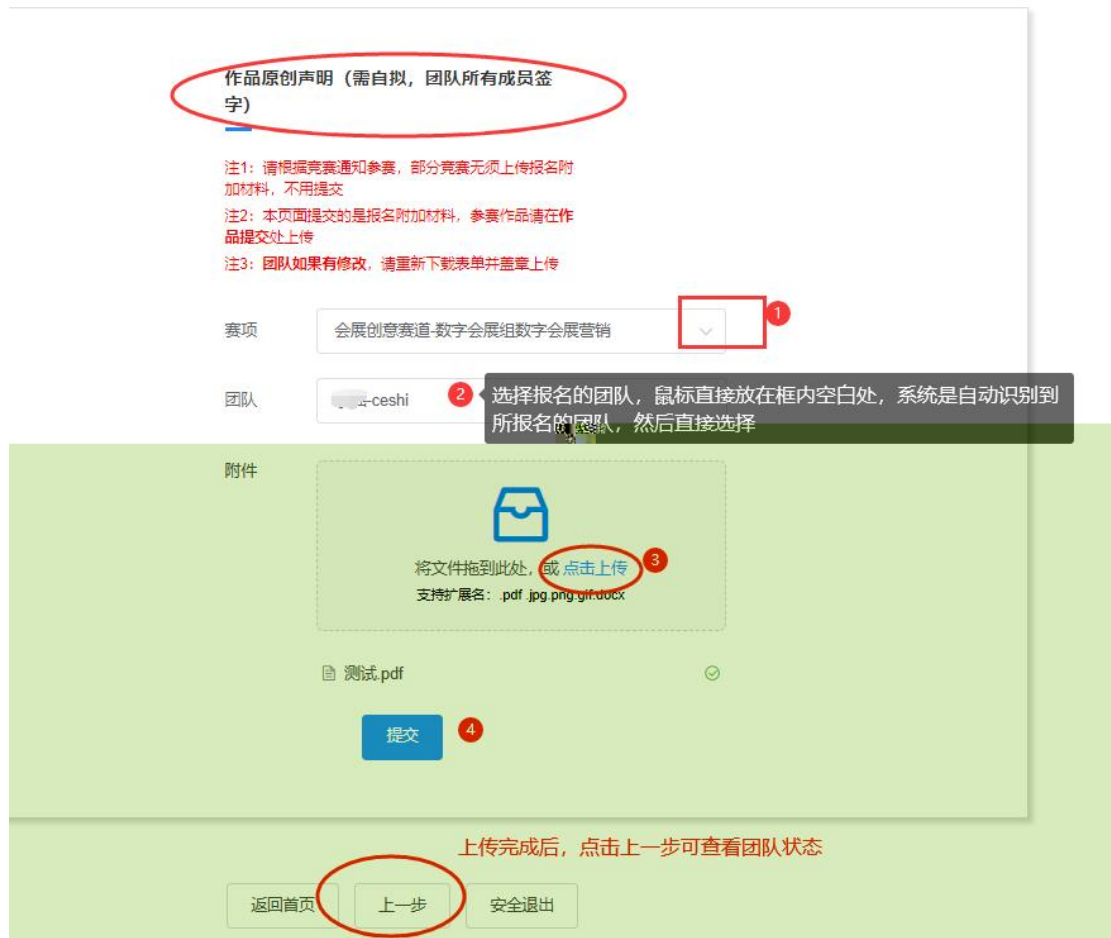 作品原创声明（需自拟，团队所有成员签
字）
注1：请根据竞赛通知参赛，部分竞赛无须上传报名附
加材料，不用提交
注2：本页面提交的是报名附加材料，参赛作品请在作
品提交处上传
注3：团队如果有修改，请重新下载表单并盖章上传
赛项
会展创意赛道-数字会展组数字会展营销
1
团队
-ceshi
2
选择报名的团队，鼠标直接放在框内空白处，系统是自动识别到
所报名的团队，然后直接选择
附件
将文件拖到此处，或 点击上传
3
支持扩展名： .pdf .jpg.png.gif.docx
测试.pdf
提交
4
上传完成后，点击上一步可查看团队状态
返回首页
上一步
安全退出